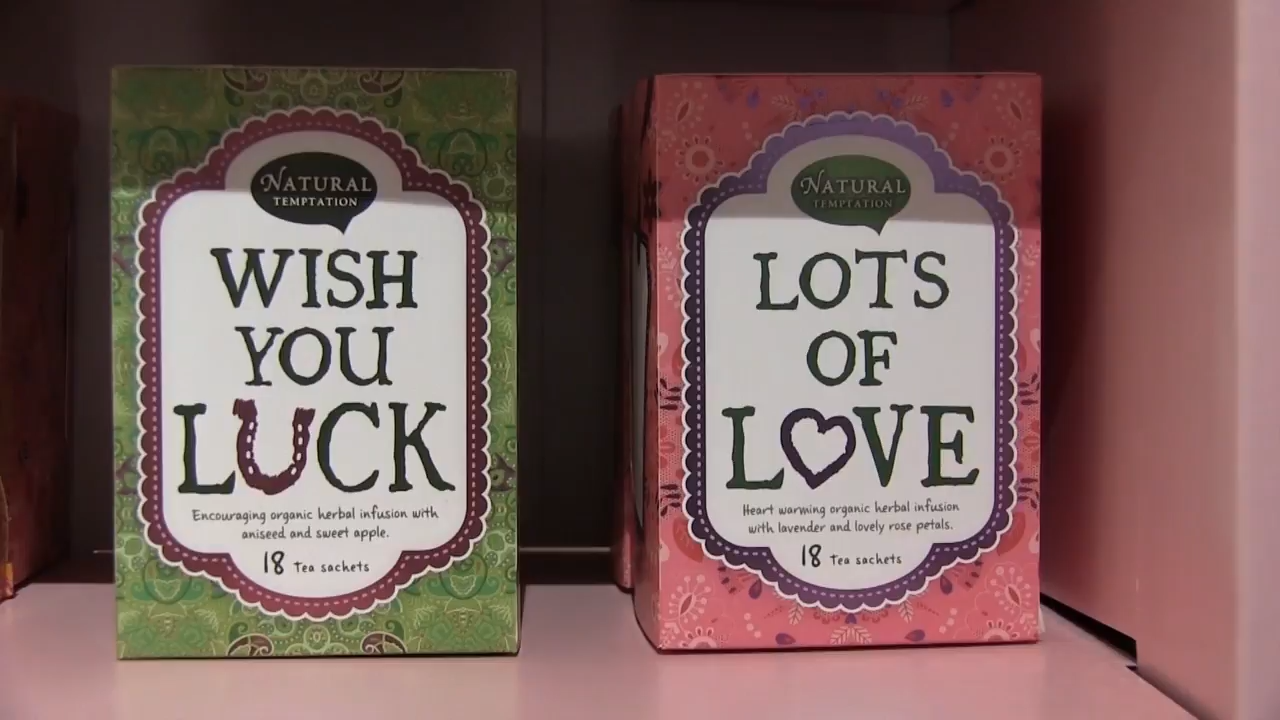 NATURAL
TEMPTATION
WISH
YOU
LUCK
Encouraging organic herbal infusion with
aniseed and sweet apple.
18 Tea sachets
NATURAL
TEMPTATION
LOTS
OF
LOVE
Heart warming organic herbal infusion
with lavender and lovely rose petals.
18 Tea sachets